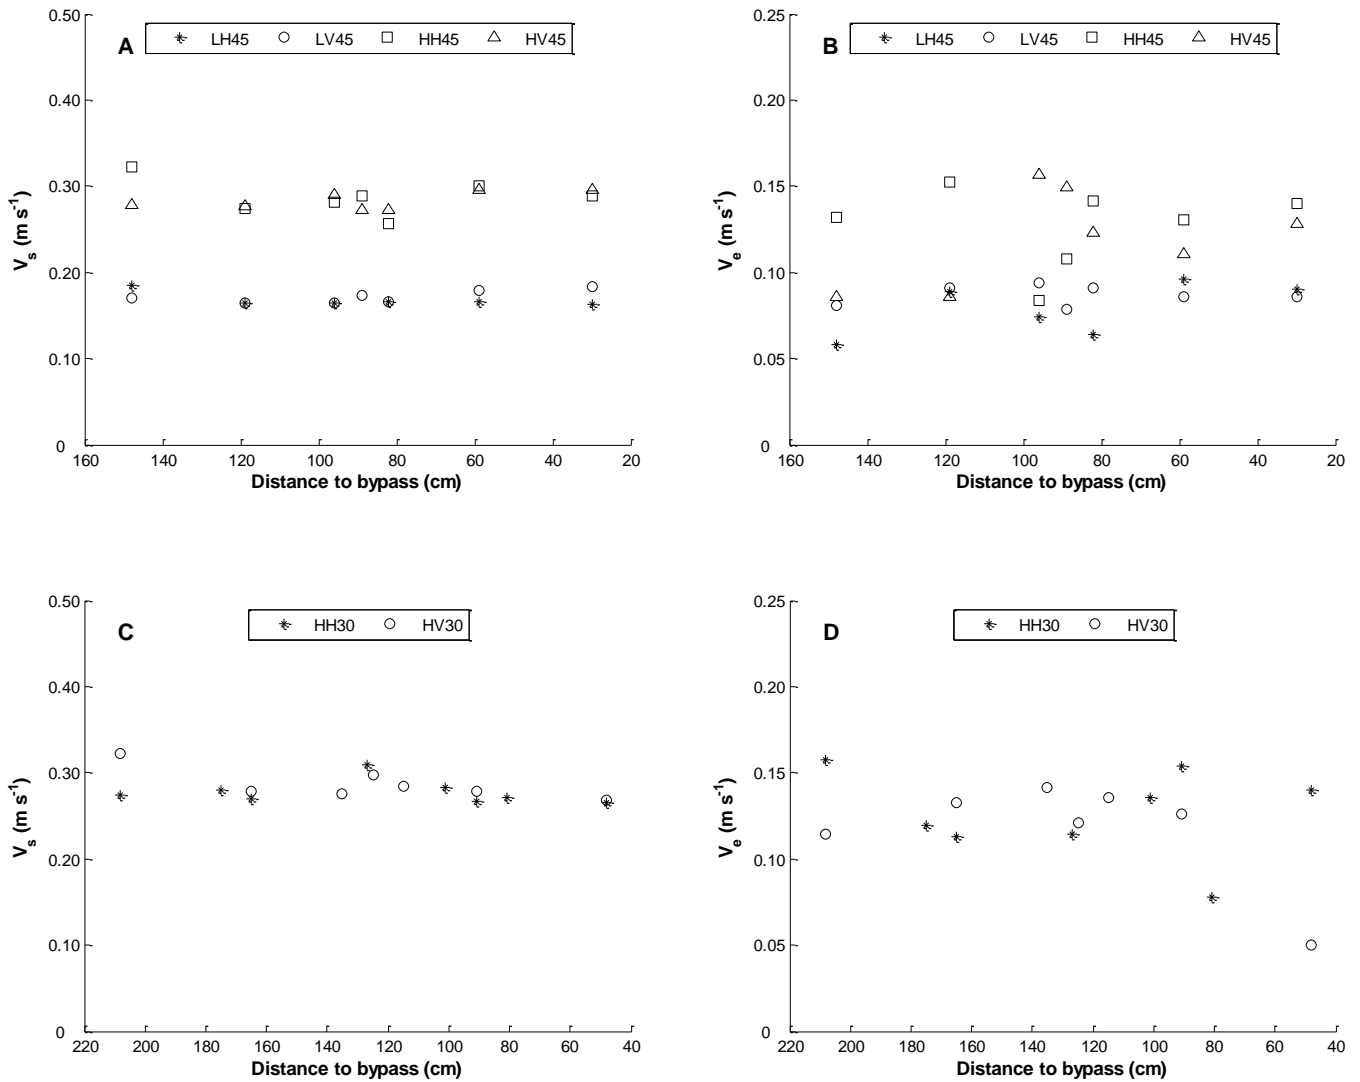 A
LH45 LV45 HH45 HV45
0.50
0.40
0.30
0.20
0.10
0
V_s (m s^-1)
160 140 120 100 80 60 40 20
Distance to bypass (cm)
B
LH45 LV45 HH45 HV45
0.25
0.20
0.15
0.10
0.05
0
V_e (m s^-1)
160 140 120 100 80 60 40 20
Distance to bypass (cm)
C
HH30 HV30
0.50
0.40
0.30
0.20
0.10
0
V_s (m s^-1)
220 200 180 160 140 120 100 80 60 40
Distance to bypass (cm)
D
HH30 HV30
0.25
0.20
0.15
0.10
0.05
0
V_e (m s^-1)
220 200 180 160 140 120 100 80 60 40
Distance to bypass (cm)